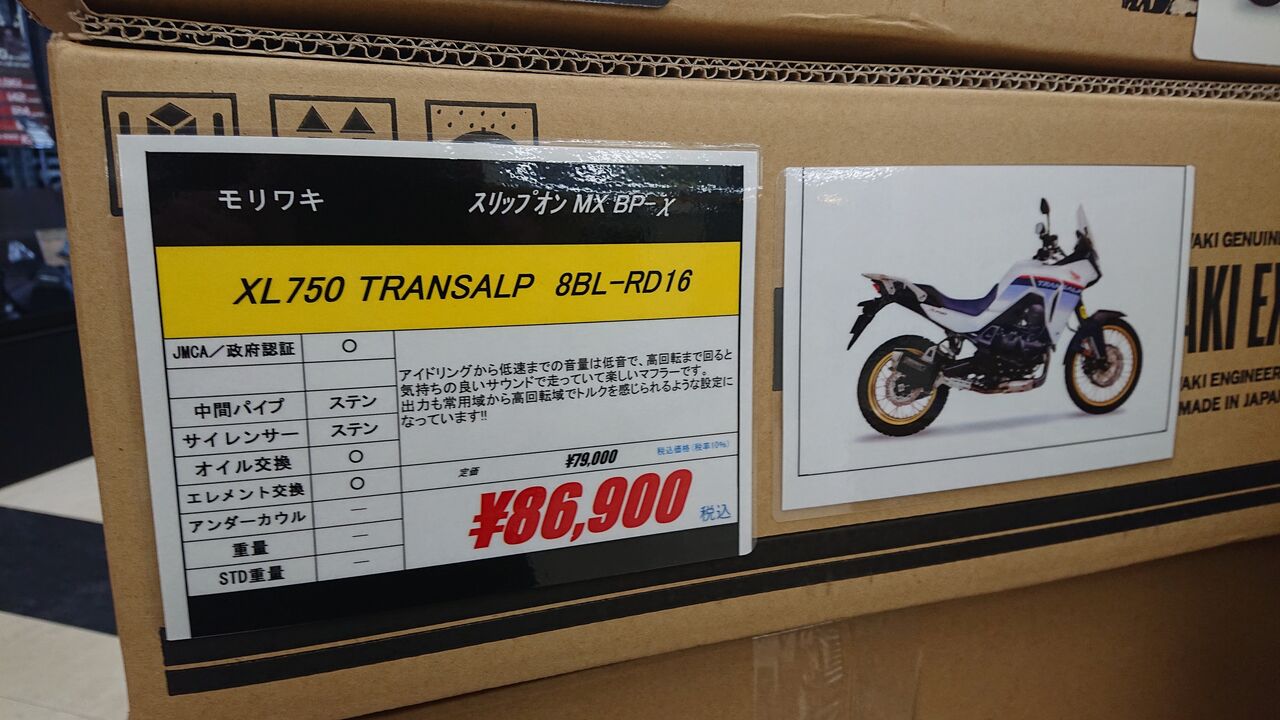 モリワキ
スリップオン MX BP-χ
XL750 TRANSALP 8BL-RD16
JMCA／政府認証 ○
中間パイプ ステン
サイレンサー ステン
オイル交換 ○
エレメント交換 ○
アンダーカウル －
重量 －
STD重量 －
アイドリングから低速までの音量は低音で、高回転まで回ると
気持ちの良いサウンドで走っていて楽しいマフラーです。
出力も常用域から高回転域でトルクを感じられるような設定に
なっています!!
定価 ¥79,000 税込価格(税率10%)
¥86,900 税込
TRANSALP
AKI GENUIN
AKI EX
AKI ENGINEER
MADE IN JAPA